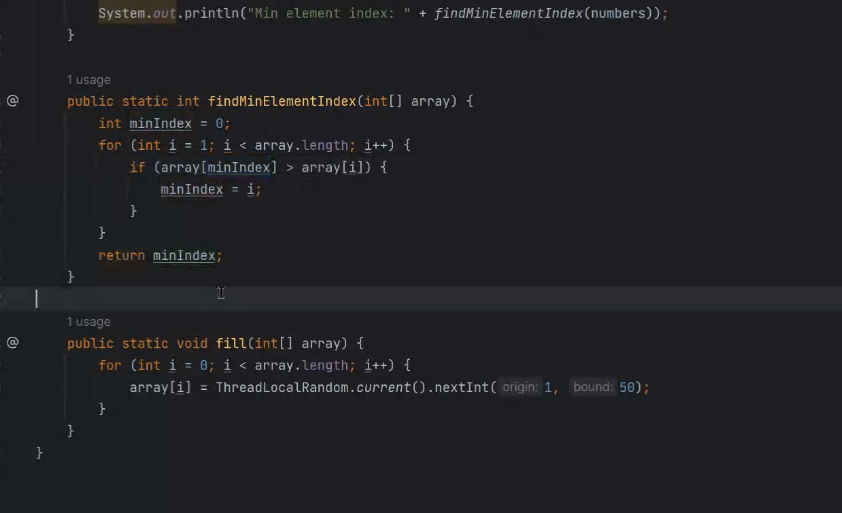 System.out.println("Min element index: " + findMinElementIndex(numbers));
}
1 usage
@ public static int findMinElementIndex(int[] array) {
int minIndex = 0;
for (int i = 1; i < array.length; i++) {
if (array[minIndex] > array[i]) {
minIndex = i;
}
}
return minIndex;
}
1 usage
@ public static void fill(int[] array) {
for (int i = 0; i < array.length; i++) {
array[i] = ThreadLocalRandom.current().nextInt( origin: 1, bound: 50);
}
}
}